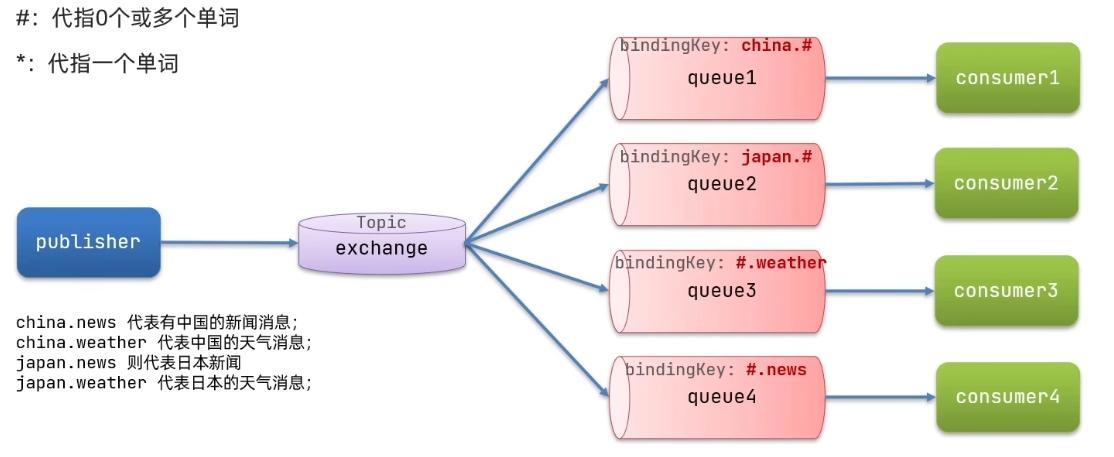 #：代指0个或多个单词
*：代指一个单词
publisher
Topic
exchange
bindingKey: china.#
queue1
consumer1
bindingKey: japan.#
queue2
consumer2
bindingKey: #.weather
queue3
consumer3
bindingKey: #.news
queue4
consumer4
china.news 代表有中国的新闻消息；
china.weather 代表中国的天气消息；
japan.news 则代表日本新闻
japan.weather 代表日本的天气消息；